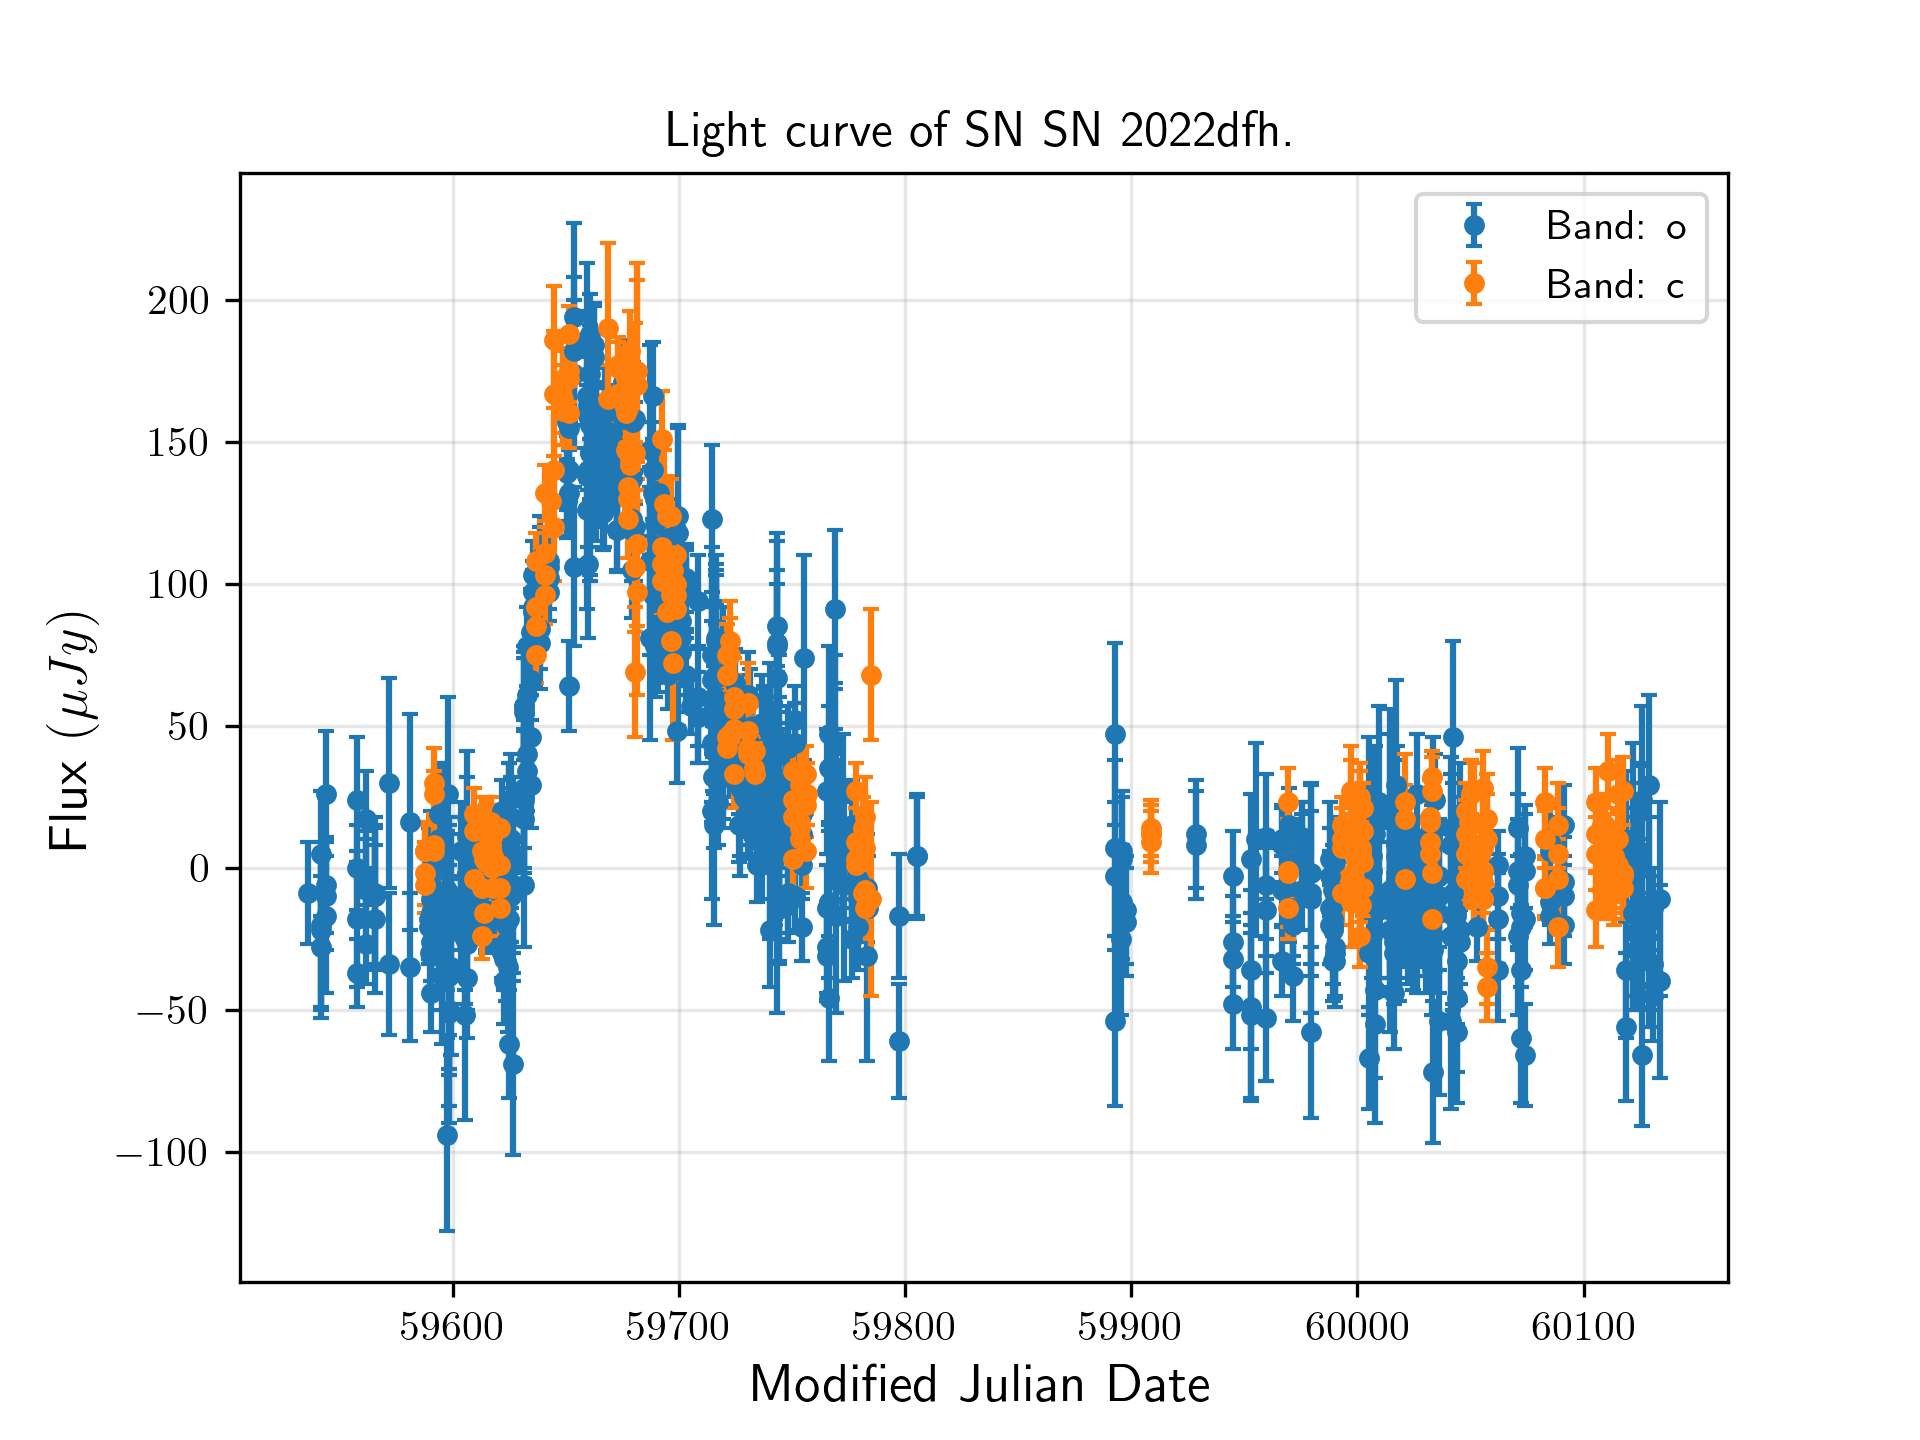 Light curve of SN SN 2022dfh.
Band: o
Band: c
Flux (μJy)
200
150
100
50
0
−50
−100
59600 59700 59800 59900 60000 60100
Modified Julian Date